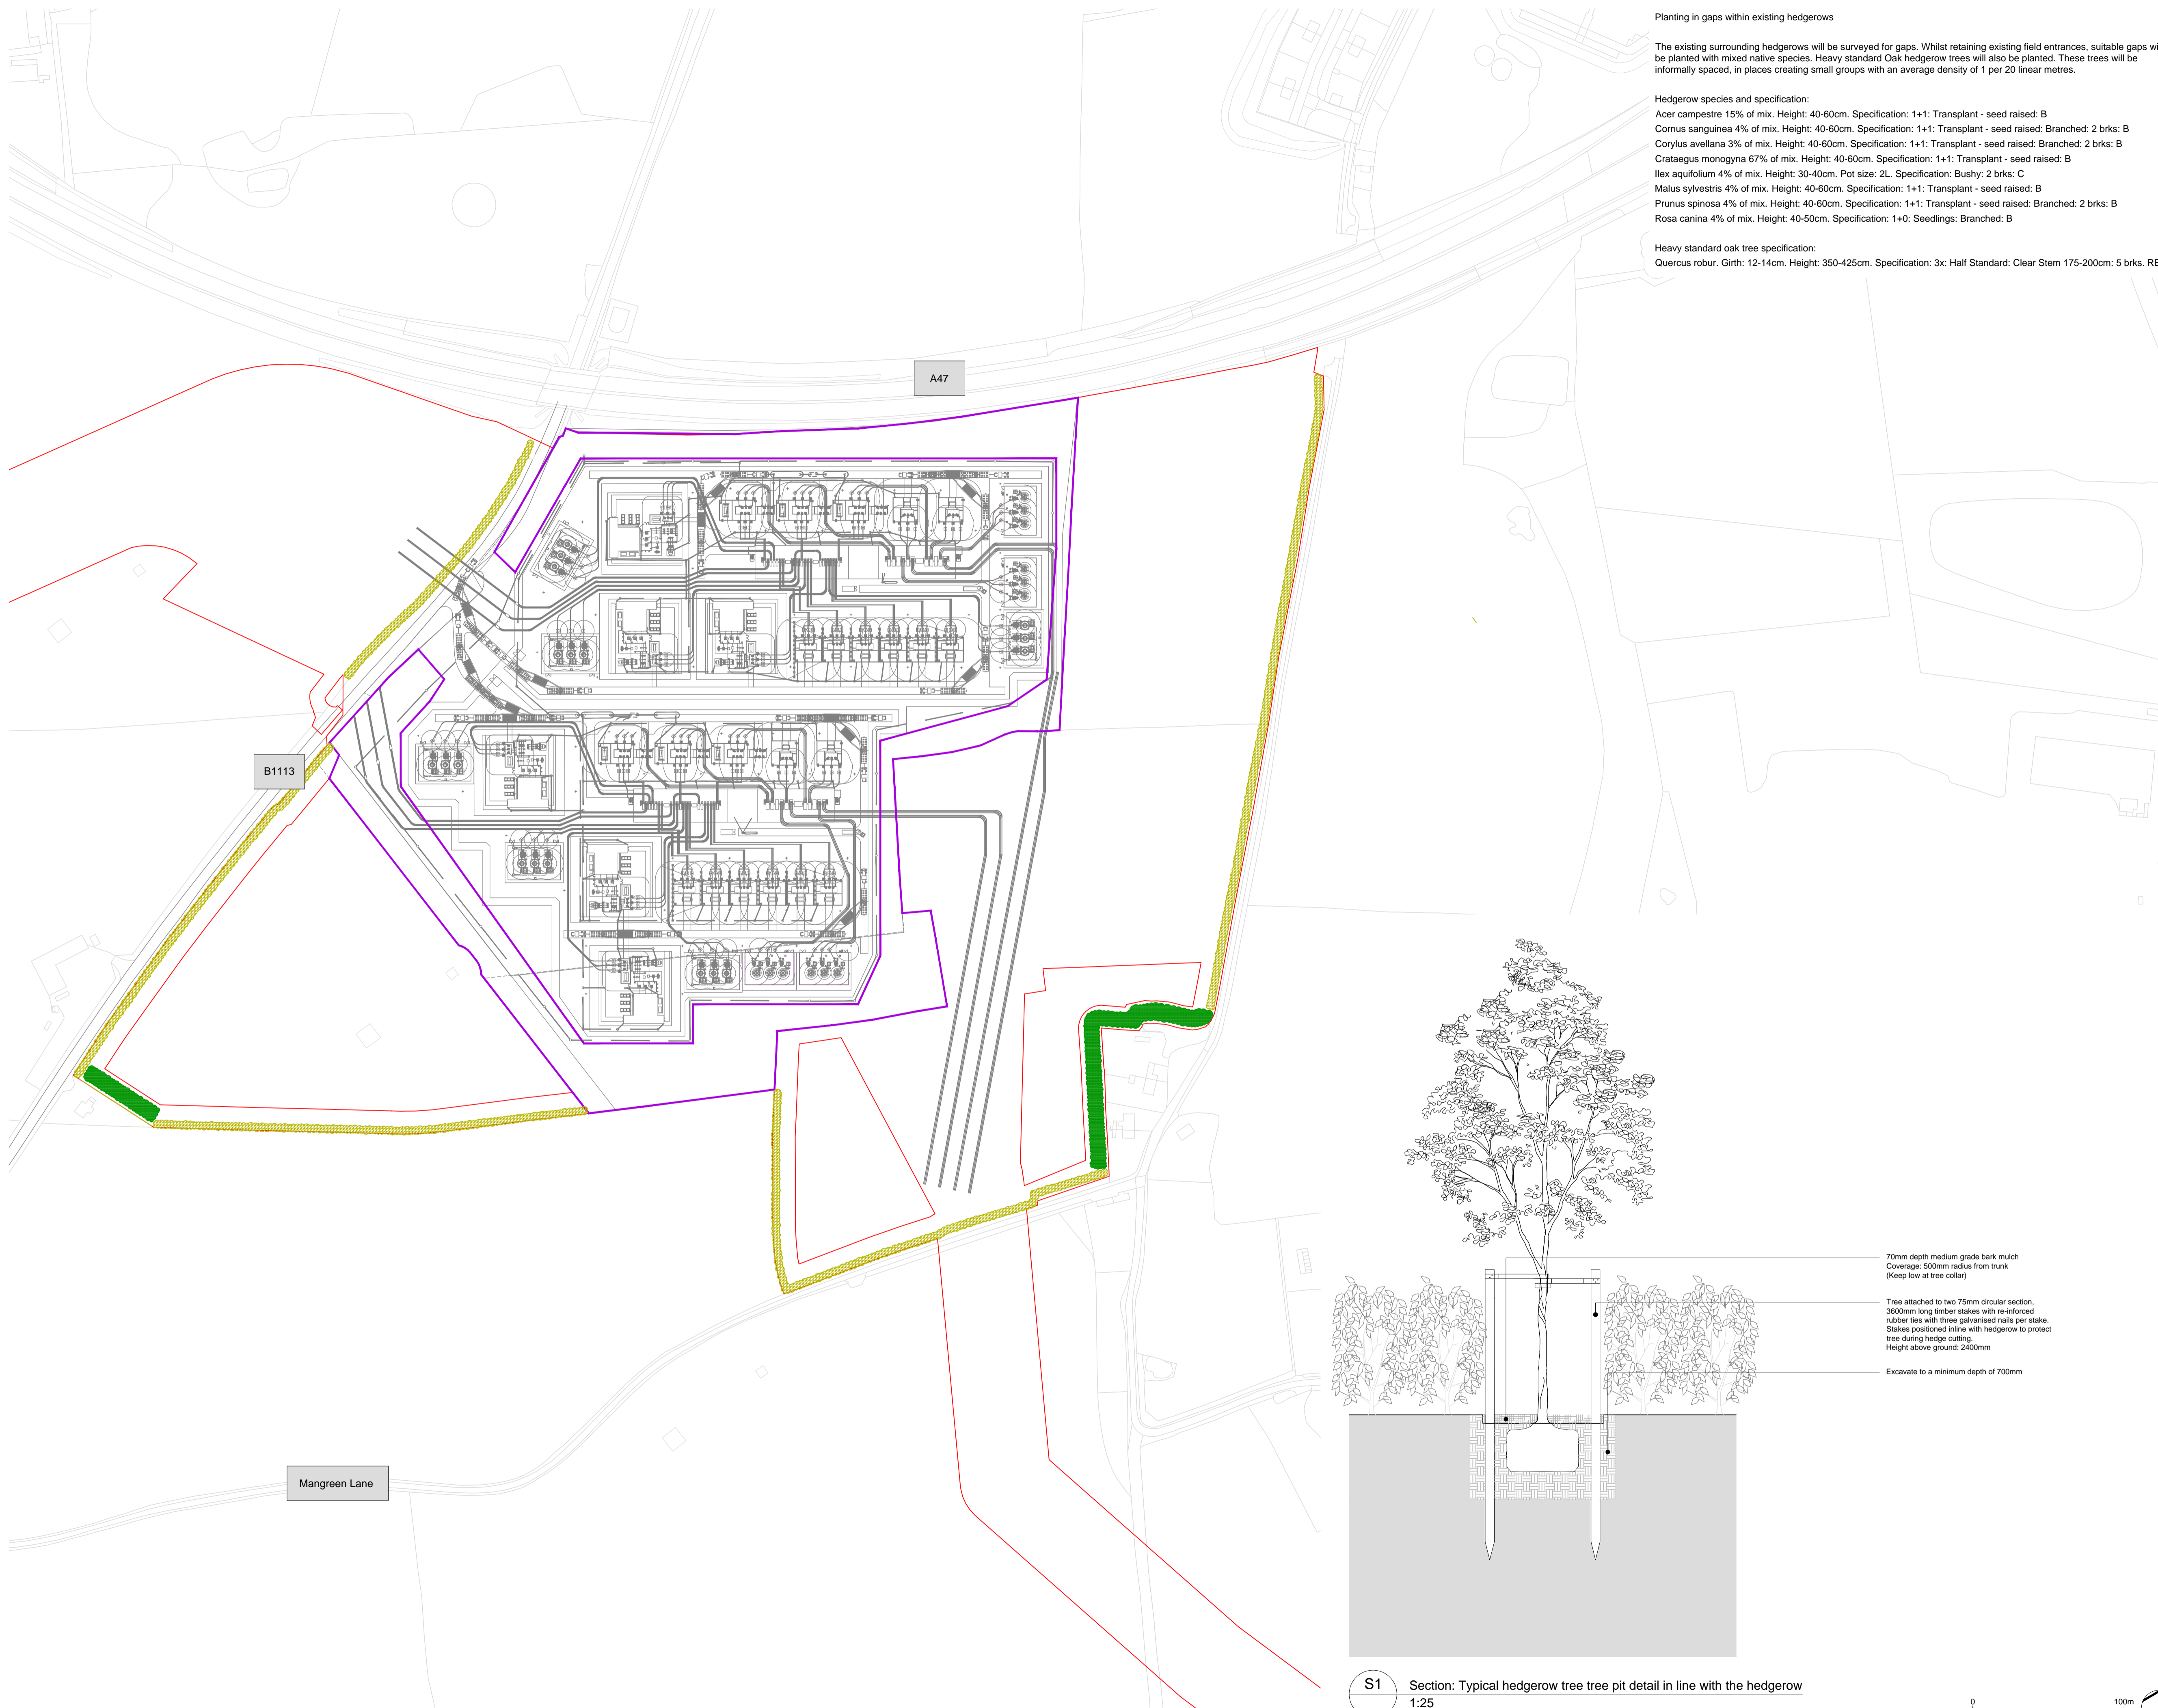 Planting in gaps within existing hedgerows
The existing surrounding hedgerows will be surveyed for gaps. Whilst retaining existing field entrances, suitable gaps wi
be planted with mixed native species. Heavy standard Oak hedgerow trees will also be planted. These trees will be
informally spaced, in places creating small groups with an average density of 1 per 20 linear metres.
Hedgerow species and specification:
Acer campestre 15% of mix. Height: 40-60cm. Specification: 1+1: Transplant - seed raised: B
Cornus sanguinea 4% of mix. Height: 40-60cm. Specification: 1+1: Transplant - seed raised: Branched: 2 brks: B
Corylus avellana 3% of mix. Height: 40-60cm. Specification: 1+1: Transplant - seed raised: Branched: 2 brks: B
Crataegus monogyna 67% of mix. Height: 40-60cm. Specification: 1+1: Transplant - seed raised: B
Ilex aquifolium 4% of mix. Height: 30-40cm. Pot size: 2L. Specification: Bushy: 2 brks: C
Malus sylvestris 4% of mix. Height: 40-60cm. Specification: 1+1: Transplant - seed raised: B
Prunus spinosa 4% of mix. Height: 40-60cm. Specification: 1+1: Transplant - seed raised: Branched: 2 brks: B
Rosa canina 4% of mix. Height: 40-50cm. Specification: 1+0: Seedlings: Branched: B
Heavy standard oak tree specification:
Quercus robur. Girth: 12-14cm. Height: 350-425cm. Specification: 3x: Half Standard: Clear Stem 175-200cm: 5 brks. RB
A47
B1113
Mangreen Lane
70mm depth medium grade bark mulch
Coverage: 500mm radius from trunk
(Keep low at tree collar)
Tree attached to two 75mm circular section,
3600mm long timber stakes with re-inforced
rubber ties with three galvanised nails per stake.
Stakes positioned inline with hedgerow to protect
tree during hedge cutting.
Height above ground: 2400mm
Excavate to a minimum depth of 700mm
S1
Section: Typical hedgerow tree tree pit detail in line with the hedgerow
1:25
0
100m